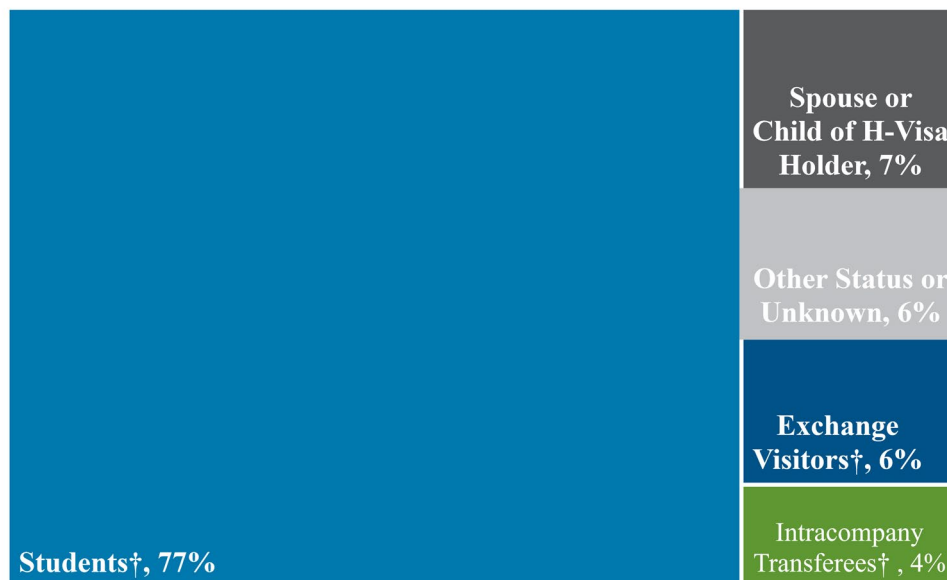 Spouse or
Child of H-Visa
Holder, 7%
Other Status or
Unknown, 6%
Exchange
Visitors†, 6%
Intracompany
Transferees† , 4%
Students†, 77%